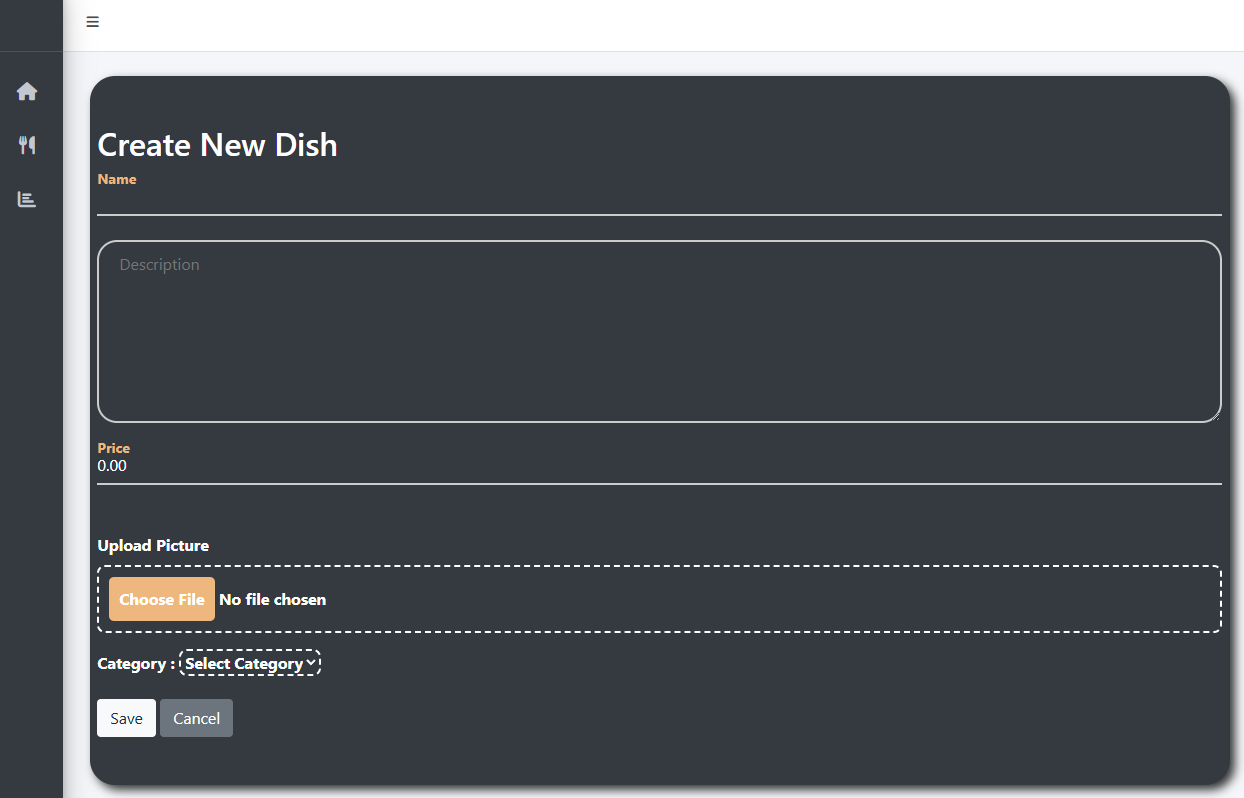 Create New Dish
Name
Description
Price
0.00
Upload Picture
Choose File No file chosen
Category : Select Category
Save Cancel